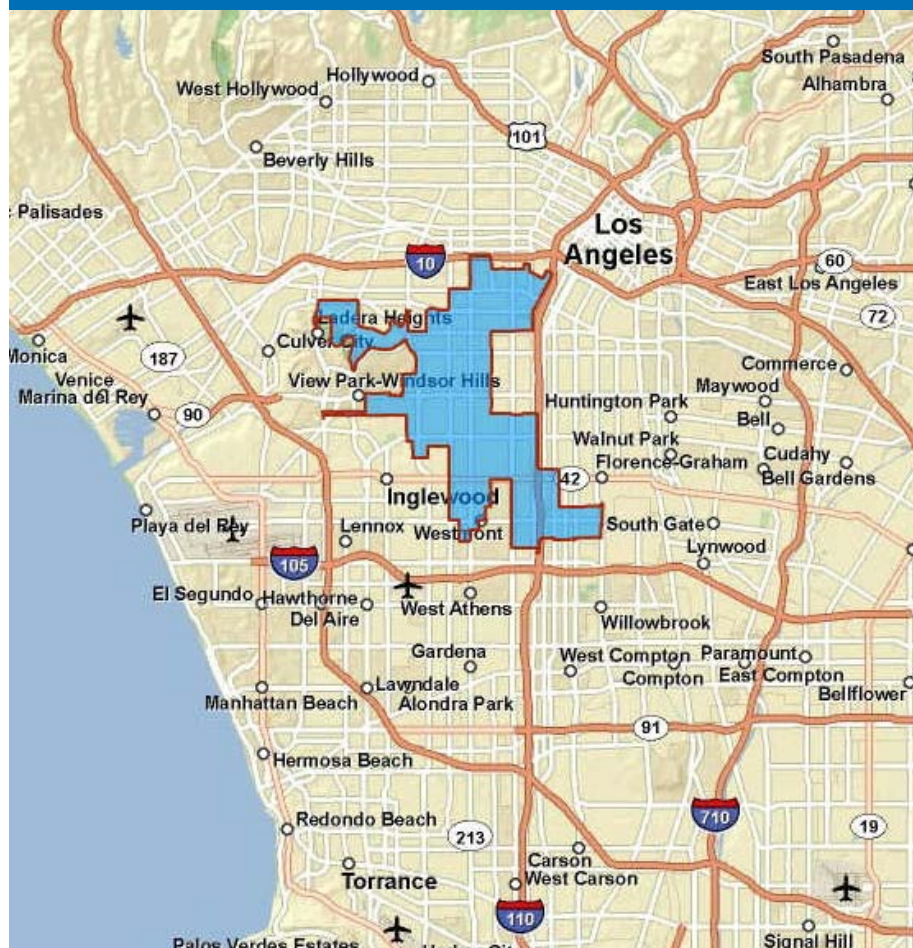 South Pasadena
Hollywood
Alhambra
West Hollywood
101
Beverly Hills
Palisades
Los
Angeles
10
60
East Los Angeles
72
Ladera Heights
Culver City
Monica
187
Commerce
View Park-Windsor Hills
Venice
Maywood
Marina del Rey
90
Huntington Park
Bell
Walnut Park
Cudahy
42
Florence-Graham
Bell Gardens
Inglewood
Playa del Rey
Lennox
Westmont
South Gate
Lynwood
105
El Segundo
Hawthorne
West Athens
Del Aire
Willowbrook
Gardena
West Compton
Paramount
Compton
East Compton
Lawndale
Bellflower
Manhattan Beach
Alondra Park
91
Hermosa Beach
710
Redondo Beach
213
19
Carson
Torrance
West Carson
110
Palos Verdes Estates
Signal Hill